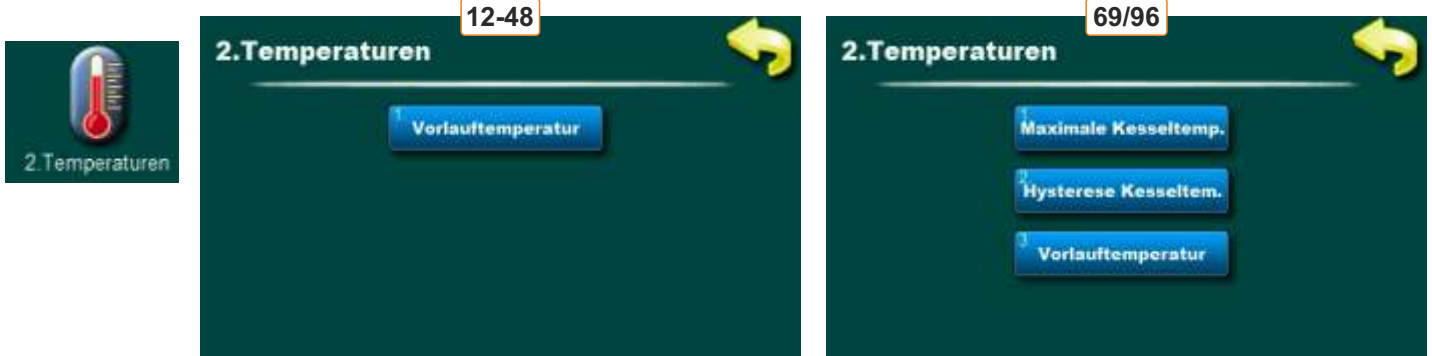 2.Temperaturen
12-48
2.Temperaturen
1
Vorlauftemperatur
69/96
2.Temperaturen
1
Maximale Kesseltemp.
2
Hysterese Kesseltem.
3
Vorlauftemperatur